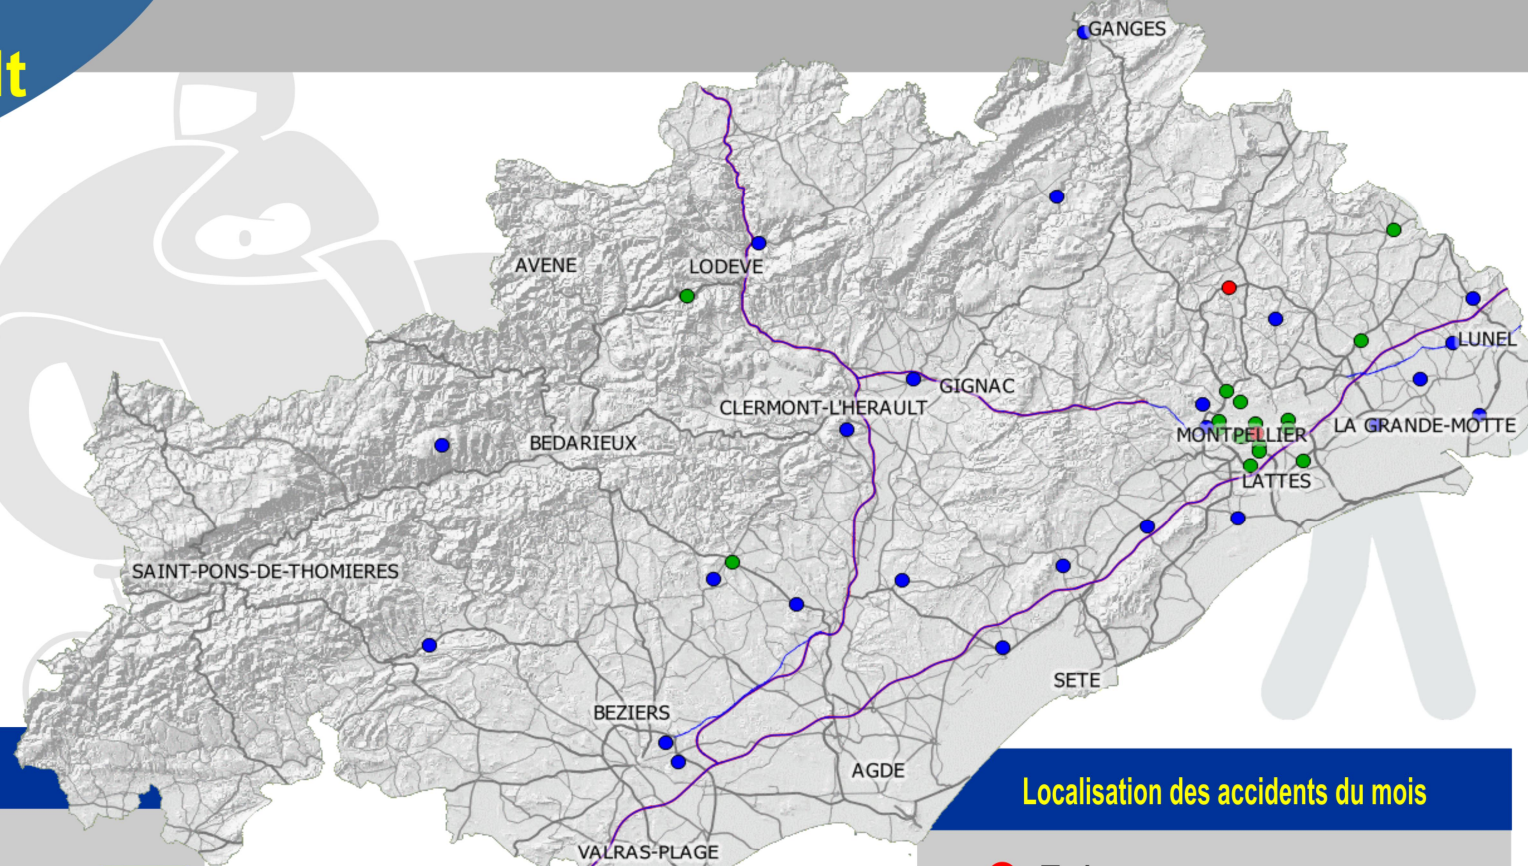 lt
GANGES
AVENE
LODEVE
LUNEL
GIGNAC
CLERMONT-L'HERAULT
LA GRANDE-MOTTE
MONTPELLIER
BEDARIEUX
LATTES
SAINT-PONS-DE-THOMIERES
SETE
BEZIERS
AGDE
Localisation des accidents du mois
VALRAS-PLAGE